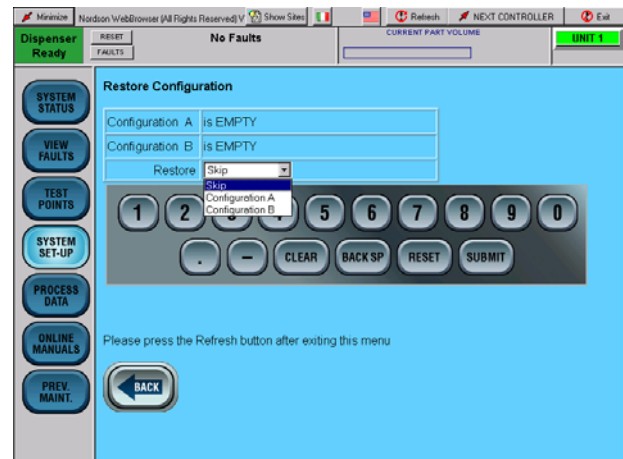 Minimize
Nordson WebBrowser (All Rights Reserved) V
Show Sites
Refresh
NEXT CONTROLLER
Exit
Dispenser
Ready
RESET
FAULTS
No Faults
CURRENT PART VOLUME
UNIT 1
SYSTEM
STATUS
VIEW
FAULTS
TEST
POINTS
SYSTEM
SET-UP
PROCESS
DATA
ONLINE
MANUALS
PREV.
MAINT.
Restore Configuration
Configuration A is EMPTY
Configuration B is EMPTY
Restore Skip
Skip
Configuration A
Configuration B
1 2 5 6 7 8 9 0
. - CLEAR BACK SP RESET SUBMIT
Please press the Refresh button after exiting this menu
BACK